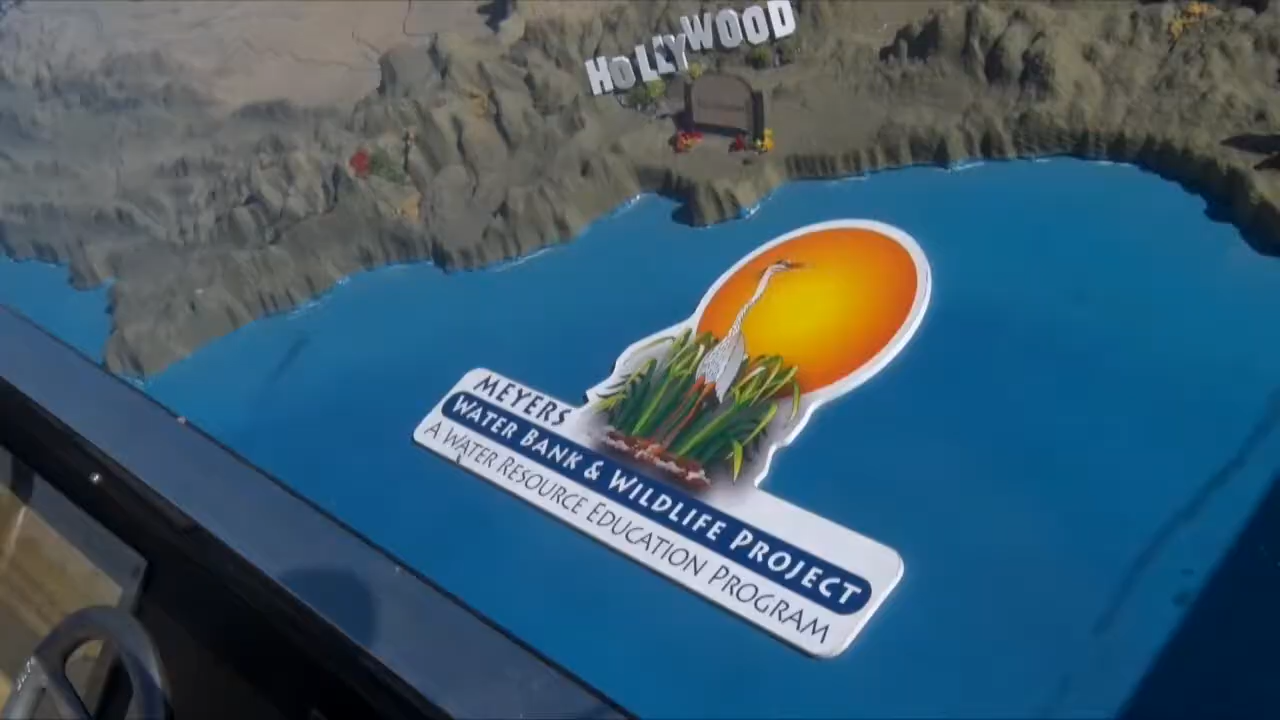 HOLLYWOOD
MEYERS
WATER BANK & WILDLIFE PROJECT
A WATER RESOURCE EDUCATION PROGRAM